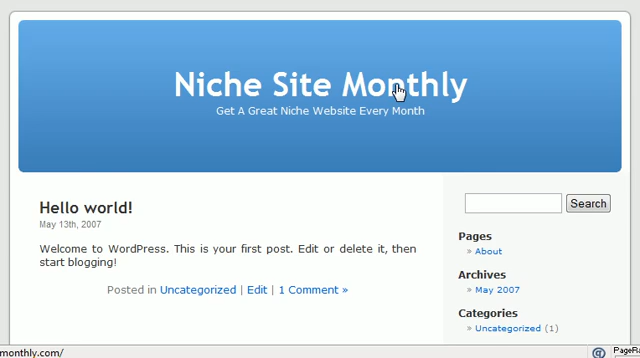 Niche Site Monthly
Get A Great Niche Website Every Month
Hello world!
May 13th, 2007
Welcome to WordPress. This is your first post. Edit or delete it, then
start blogging!
Posted in Uncategorized | Edit | 1 Comment »
Search
Pages
» About
Archives
» May 2007
Categories
» Uncategorized (1)
monthly.com/
@